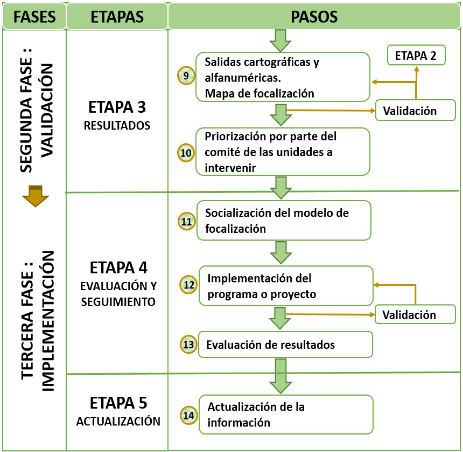 FASES
ETAPAS
PASOS
SEGUNDA FASE :
VALIDACIÓN
ETAPA 3
RESULTADOS
9
Salidas cartográficas y
alfanuméricas.
Mapa de focalización
ETAPA 2
Validación
10
Priorización por parte del
comité de las unidades a
intervenir
TERCERA FASE :
IMPLEMENTACIÓN
ETAPA 4
EVALUACIÓN Y
SEGUIMIENTO
11
Socialización del modelo de
focalización
12
Implementación del
programa o proyecto
Validación
13
Evaluación de resultados
ETAPA 5
ACTUALIZACIÓN
14
Actualización de la
información